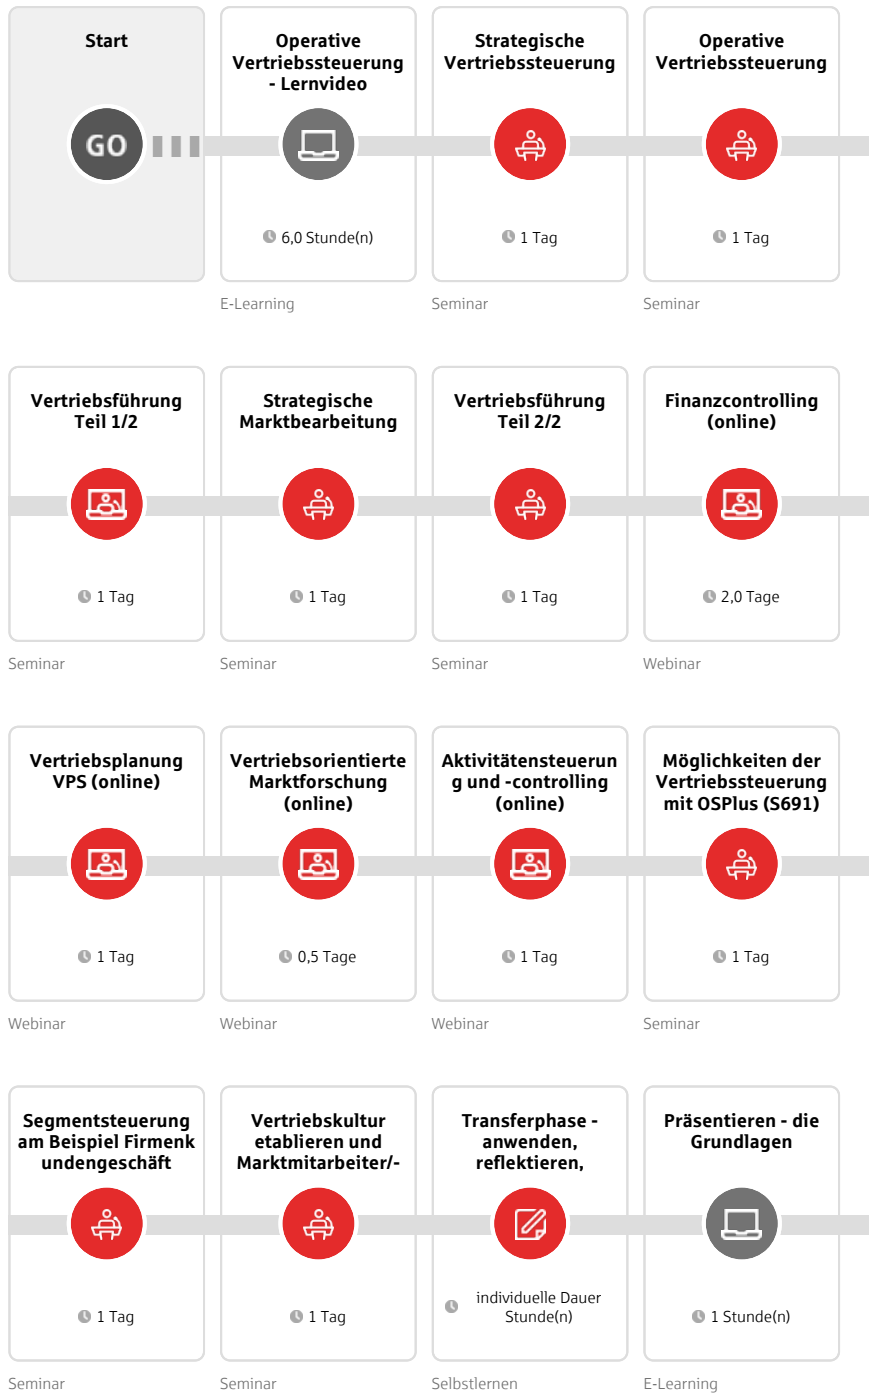 Start
GO
Operative
Vertriebssteuerung
- Lernvideo
6,0 Stunde(n)
E-Learning
Strategische
Vertriebssteuerung
1 Tag
Seminar
Operative
Vertriebssteuerung
1 Tag
Seminar
Vertriebsführung
Teil 1/2
1 Tag
Seminar
Strategische
Marktbearbeitung
1 Tag
Seminar
Vertriebsführung
Teil 2/2
1 Tag
Seminar
Finanzcontrolling
(online)
2,0 Tage
Webinar
Vertriebsplanung
VPS (online)
1 Tag
Webinar
Vertriebsorientierte
Marktforschung
(online)
0,5 Tage
Webinar
Aktivitätensteuerun
g und -controlling
(online)
1 Tag
Webinar
Möglichkeiten der
Vertriebssteuerung
mit OSPlus (S691)
1 Tag
Seminar
Segmentsteuerung
am Beispiel Firmenk
undengeschäft
1 Tag
Seminar
Vertriebskultur
etablieren und
Marktmitarbeiter/-
1 Tag
Seminar
Transferphase -
anwenden,
reflektieren,
individuelle Dauer
Stunde(n)
Selbstlernen
Präsentieren - die
Grundlagen
1 Stunde(n)
E-Learning